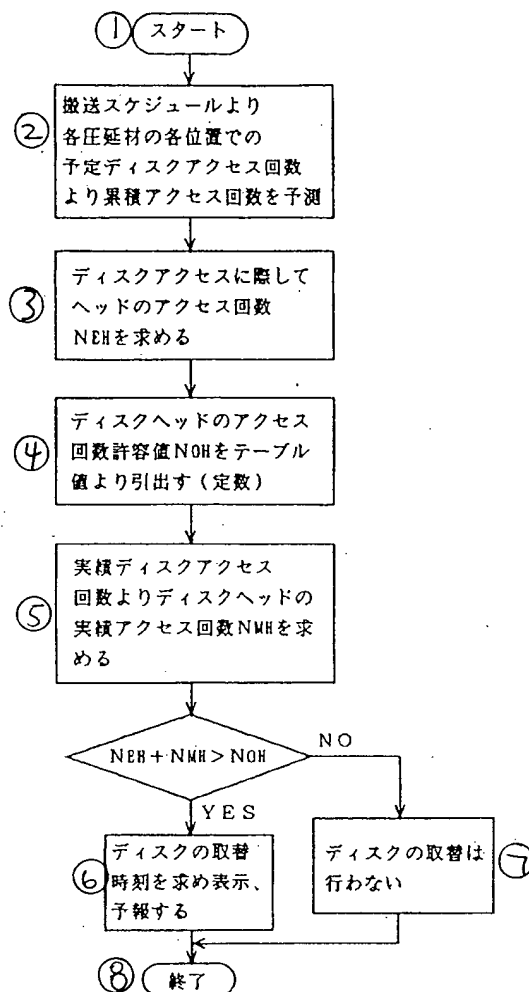 ① スタート
② 搬送スケジュールより
各圧延材の各位置での
予定ディスクアクセス回数
より累積アクセス回数を予測
③ ディスクアクセスに際して
ヘッドのアクセス回数
NEHを求める
④ ディスクヘッドのアクセス
回数許容値NOHをテーブル
値より引出す(定数)
⑤ 実績ディスクアクセス
回数よりディスクヘッドの
実績アクセス回数NMHを求
める
NEH+NMH>NOH
NO
YES
⑥ ディスクの取替
時刻を求め表示、
予報する
ディスクの取替は
行わない ⑦
⑧ 終了